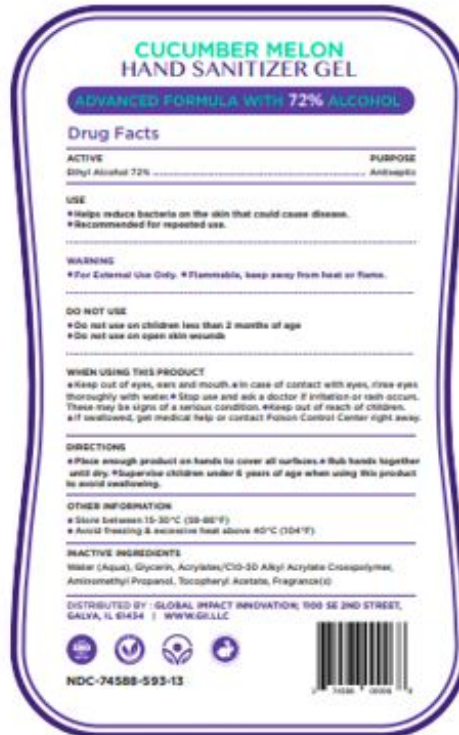 CUCUMBER MELON
HAND SANITIZER GEL
ADVANCED FORMULA WITH 72% ALCOHOL
Drug Facts
ACTIVE PURPOSE
Ethyl Alcohol 72% Antiseptic
USE
Helps reduce bacteria on the skin that could cause disease.
Recommended for repeated use.
WARNING
For External Use Only. Flammable, keep away from heat or flame.
DO NOT USE
Do not use on children less than 2 months of age
Do not use on open skin wounds
WHEN USING THIS PRODUCT
Keep out of eyes, ears and mouth. In case of contact with eyes, rinse eyes
thoroughly with water. Stop use and ask a doctor if irritation or rash occurs.
These may be signs of a serious condition. Keep out of reach of children.
If swallowed, get medical help or contact Poison Control Center right away.
DIRECTIONS
Place enough product on hands to cover all surfaces. Rub hands together
until dry. Supervise children under 6 years of age when using this product
to avoid swallowing.
OTHER INFORMATION
Store between 15-30°C (59-86°F)
Avoid freezing & excessive heat above 40°C (104°F)
INACTIVE INGREDIENTS
Water (Aqua), Glycerin, Acrylates/C10-30 Alkyl Acrylate Crosspolymer,
Aminomethyl Propanol, Tocopheryl Acetate, Fragrance(s)
DISTRIBUTED BY : GLOBAL IMPACT INNOVATION; 1100 SE 2ND STREET,
GALVA, IL 61434 | WWW.GII.LLC
ISO
NDC-74588-593-13